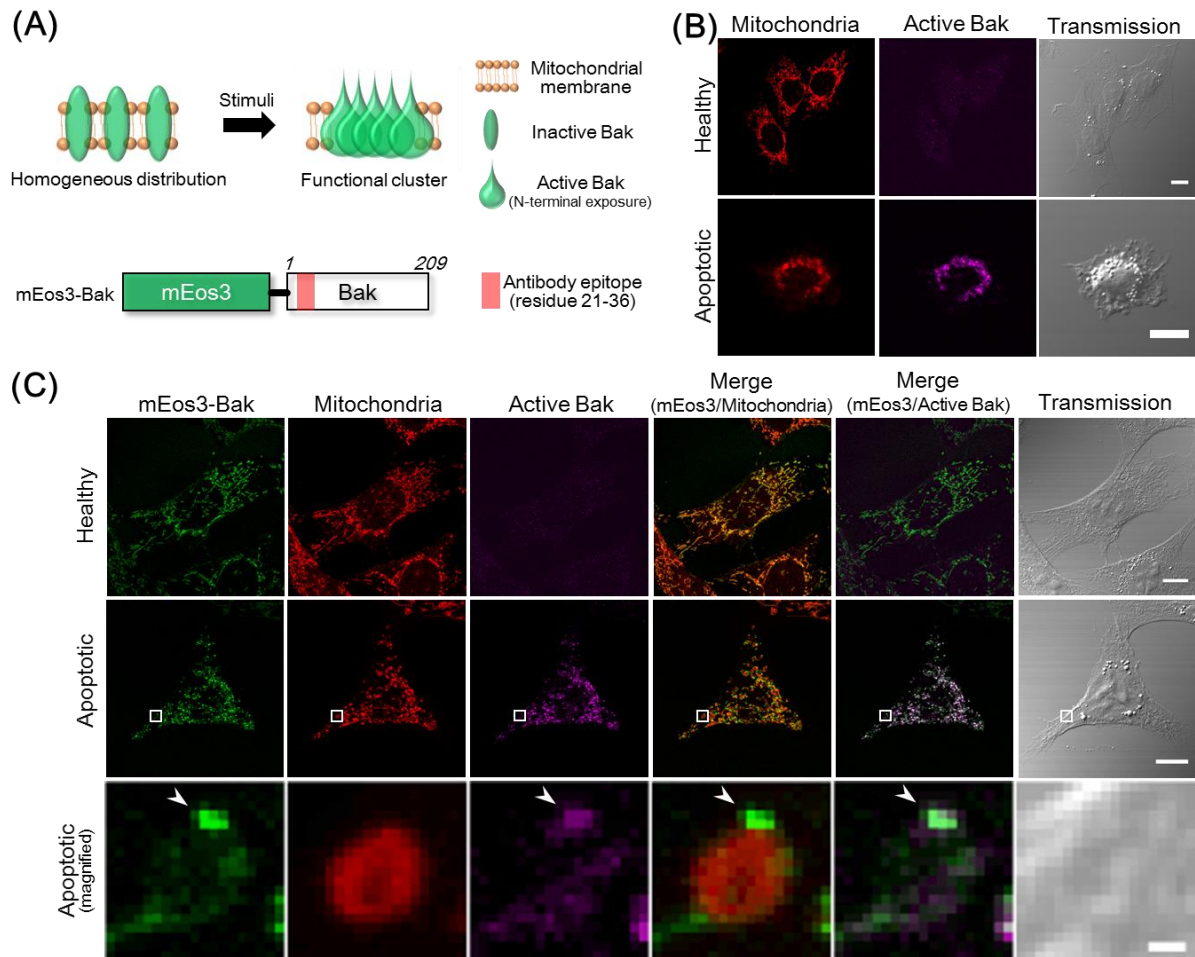 (A)
Stimuli
Homogeneous distribution
Functional cluster
Mitochondrial
membrane
Inactive Bak
Active Bak
(N-terminal exposure)
1
209
mEos3-Bak
mEos3
Bak
Antibody epitope
(residue 21-36)
(B)
Mitochondria
Active Bak
Transmission
Healthy
Apoptotic
(C)
mEos3-Bak
Mitochondria
Active Bak
Merge
(mEos3/Mitochondria)
Merge
(mEos3/Active Bak)
Transmission
Healthy
Apoptotic
Apoptotic
(magnified)